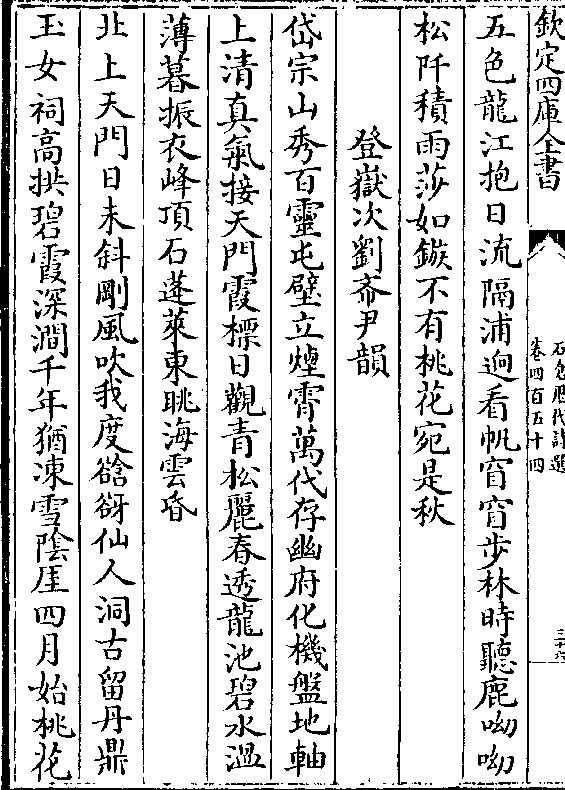 欽定四庫全書
石倉歷代詩選
卷四百五十四
三十六
五色龍江抱日流隔浦迥看帆窅窅步林時聽鹿呦呦
松阡積雨莎如鏃不有桃花宛是秋
登嶽次劉斋尹韻
岱宗山秀百靈屯壁立煙霄萬代存幽府化機盤地軸
上清真氣接天門霞標日觀青松麗春透龍池碧水温
薄暮振衣峰頂石蓬萊東眺海雲昏
北上天門日未斜剛風吹我度谽谺仙人洞古留丹鼎
玉女祠高拱碧霞深澗千年猶凍雪陰厓四月始桃花